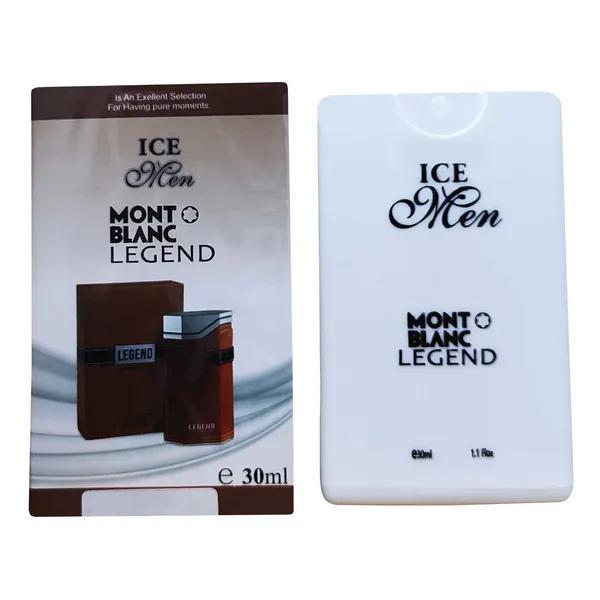 Is An Exellent Selection
For Having pure moments.
ICE
Men
MONT
BLANC
LEGEND
LEGEND
LEGEND
e 30ml
ICE
Men
MONT
BLANC
LEGEND
e30ml 1.1 Floz